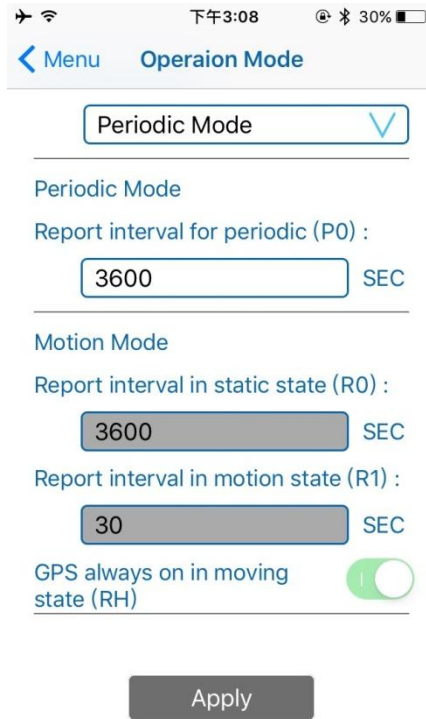 下午3:08 30%
Menu Operaion Mode
Periodic Mode
Periodic Mode
Report interval for periodic (P0) :
3600 SEC
Motion Mode
Report interval in static state (R0) :
3600 SEC
Report interval in motion state (R1) :
30 SEC
GPS always on in moving
state (RH)
Apply